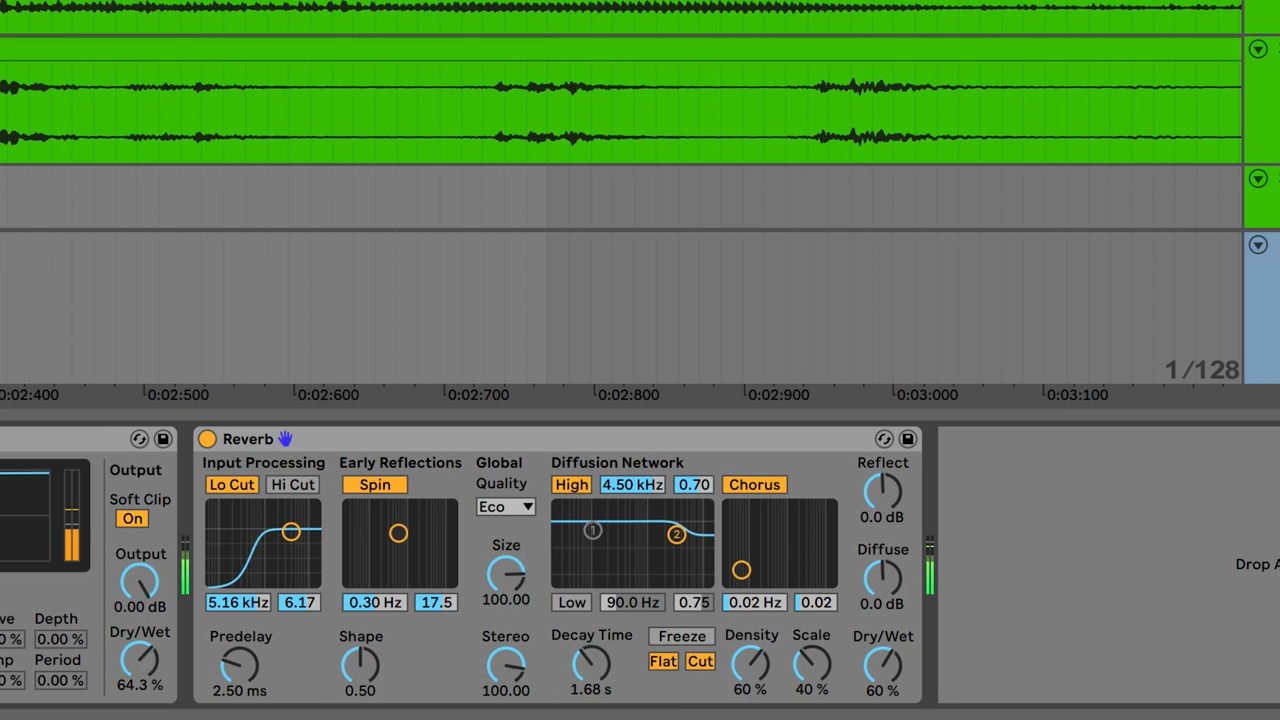 1/128
0:02:400 0:02:500 0:02:600 0:02:700 0:02:800 0:02:900 0:03:000 0:03:100
Output
Soft Clip
On
Output
0.00 dB
Depth
0 % 0.00 %
Dry/Wet
Period
64.3 %
0 % 0.00 %
Reverb
Input Processing
Lo Cut Hi Cut
5.16 kHz 6.17
Predelay
2.50 ms
Early Reflections
Spin
0.30 Hz 17.5
Shape
0.50
Global
Quality
Eco
Size
100.00
Stereo
100.00
Diffusion Network
High 4.50 kHz 0.70 Chorus
1 2
Low 90.0 Hz 0.75 0.02 Hz 0.02
Decay Time
1.68 s
Freeze
Flat Cut
Density
60 %
Scale
40 %
Reflect
0.0 dB
Diffuse
0.0 dB
Dry/Wet
60 %
Drop